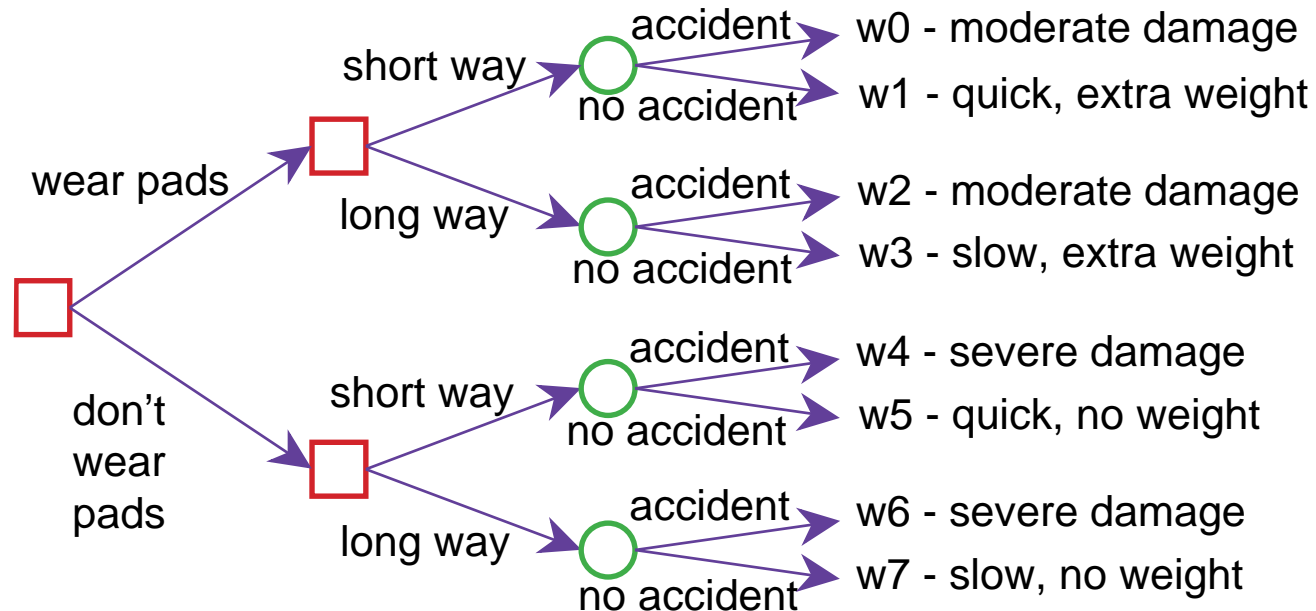 accident
w0 - moderate damage
short way
no accident
w1 - quick, extra weight
wear pads
accident
w2 - moderate damage
long way
no accident
w3 - slow, extra weight
don't
wear
pads
accident
w4 - severe damage
short way
no accident
w5 - quick, no weight
accident
w6 - severe damage
long way
no accident
w7 - slow, no weight